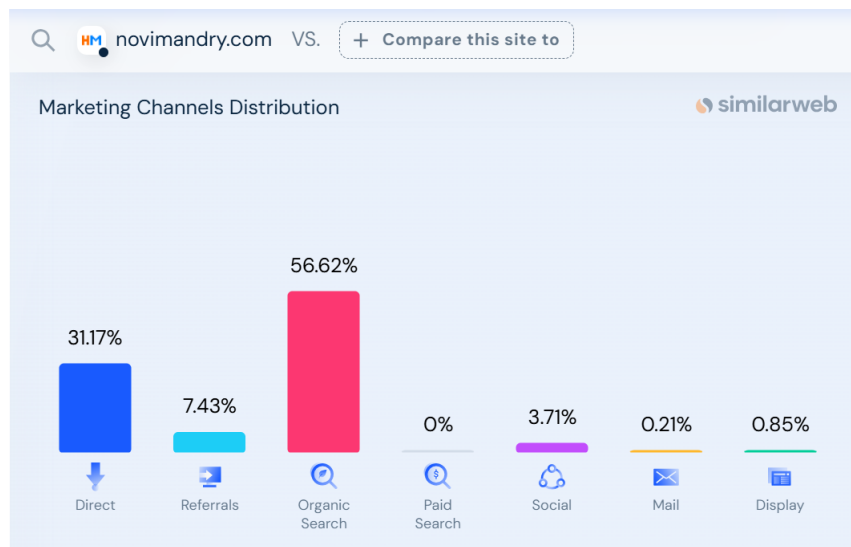 HM novimandry.com VS. + Compare this site to
Marketing Channels Distribution
similarweb
56.62%
31.17%
7.43%
0%
3.71%
0.21%
0.85%
Direct
Referrals
Organic
Search
Paid
Search
Social
Mail
Display